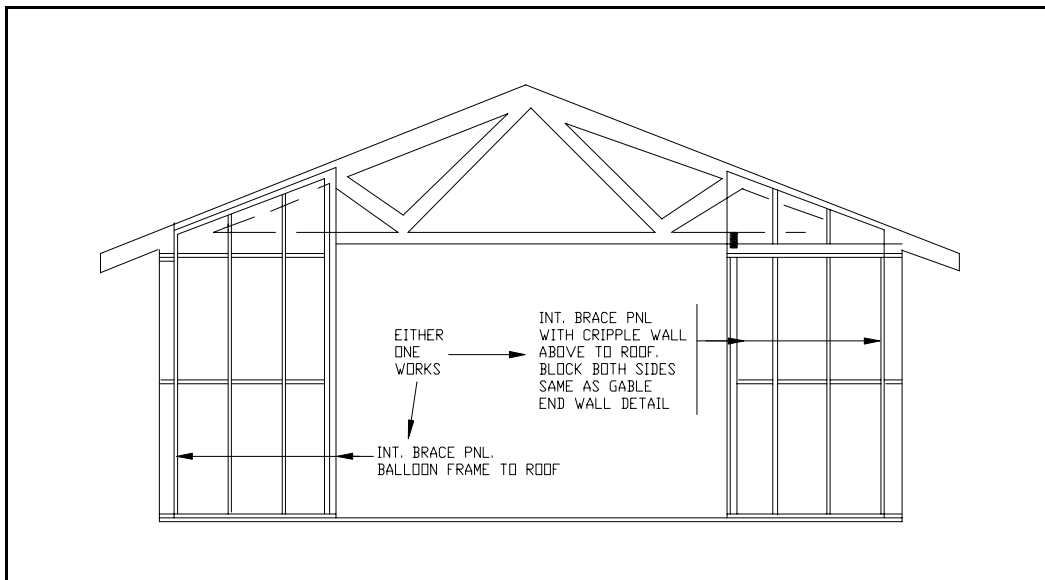 EITHER
ONE
WORKS
INT. BRACE PNL
WITH CRIPPLE WALL
ABOVE TO ROOF.
BLOCK BOTH SIDES
SAME AS GABLE
END WALL DETAIL
INT. BRACE PNL.
BALLOON FRAME TO ROOF